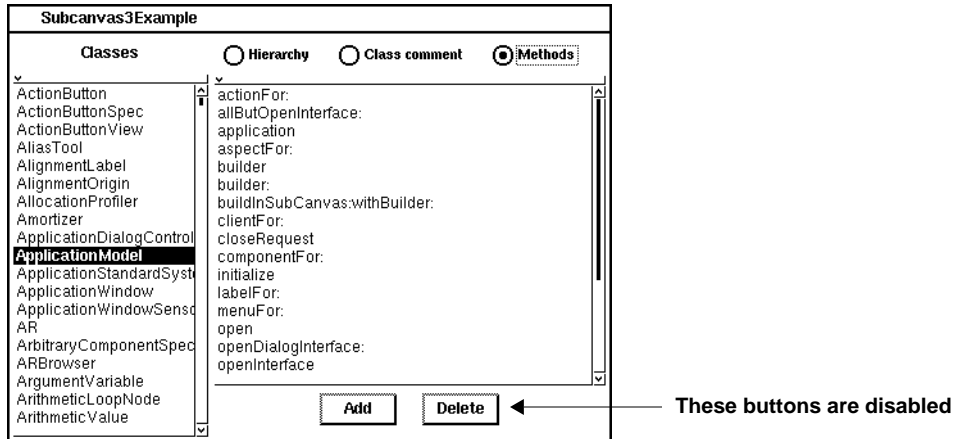 Subcanvas3Example
Classes
Hierarchy
Class comment
Methods
ActionButton
ActionButtonSpec
ActionButtonView
AliasTool
AlignmentLabel
AlignmentOrigin
AllocationProfiler
Amortizer
ApplicationDialogControl
ApplicationModel
ApplicationStandardSyst
ApplicationWindow
ApplicationWindowSenso
AR
ArbitraryComponentSpec
ARBrowser
ArgumentVariable
ArithmeticLoopNode
ArithmeticValue
actionFor:
allButOpenInterface:
application
aspectFor:
builder
builder:
buildInSubCanvas:withBuilder:
clientFor:
closeRequest
componentFor:
initialize
labelFor:
menuFor:
open
openDialogInterface:
openInterface
Add
Delete
These buttons are disabled